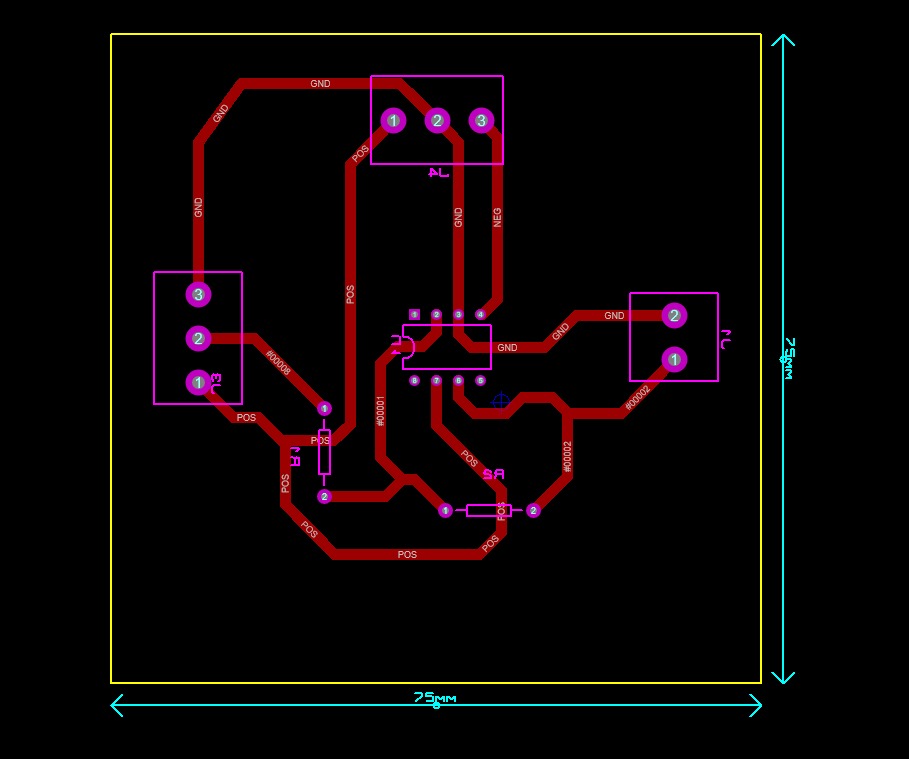 GND
GND
1 2 3
POS
J4
GND
GND
NEG
3
POS
1 2 3 4
2
GND
GND
J1
2
#00008
U1
GND
75mm
1
1
J3
8 7 6 5
#00002
1
#00001
POS
POS
R1
POS
#00002
POS
R2
2
1
POS
2
POS
POS
POS
75mm